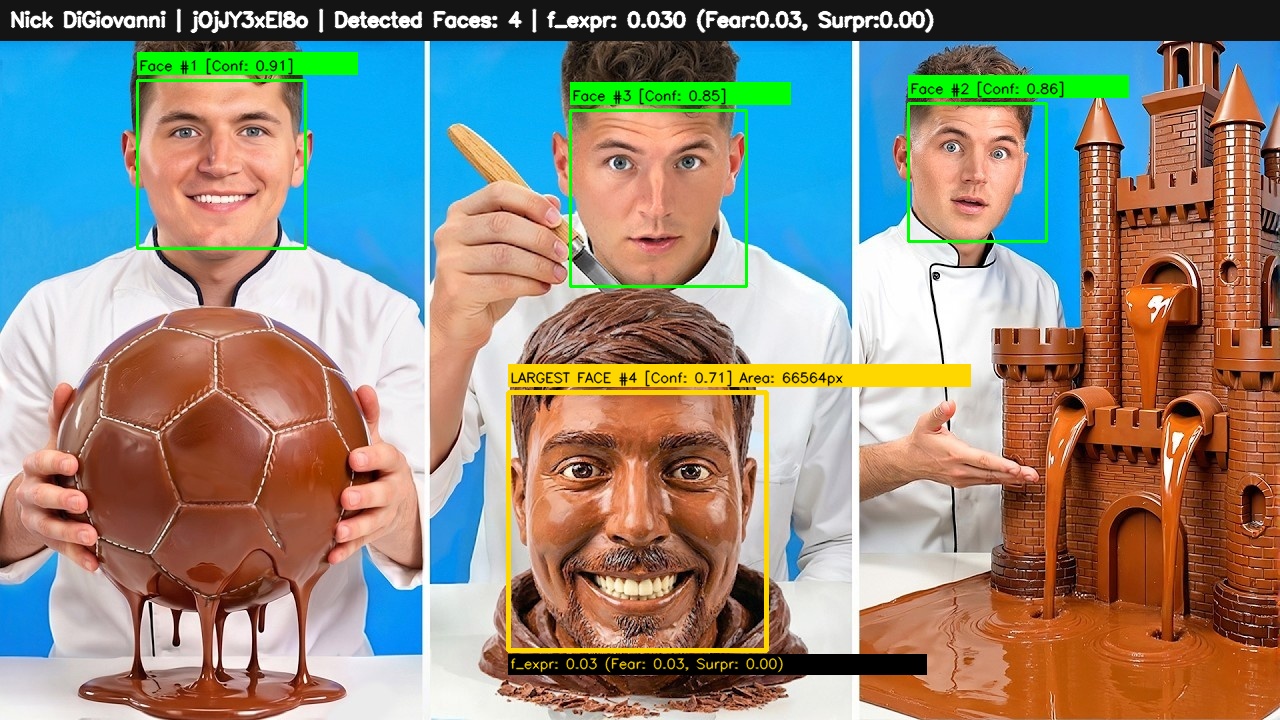 Nick DiGiovanni | jOjJY3xEI8o | Detected Faces: 4 | f_expr: 0.030 (Fear:0.03, Surpr:0.00)
Face #1 [Conf: 0.91]
Face #3 [Conf: 0.85]
Face #2 [Conf: 0.86]
LARGEST FACE #4 [Conf: 0.71] Area: 66564px
f_expr: 0.03 (Fear: 0.03, Surpr: 0.00)